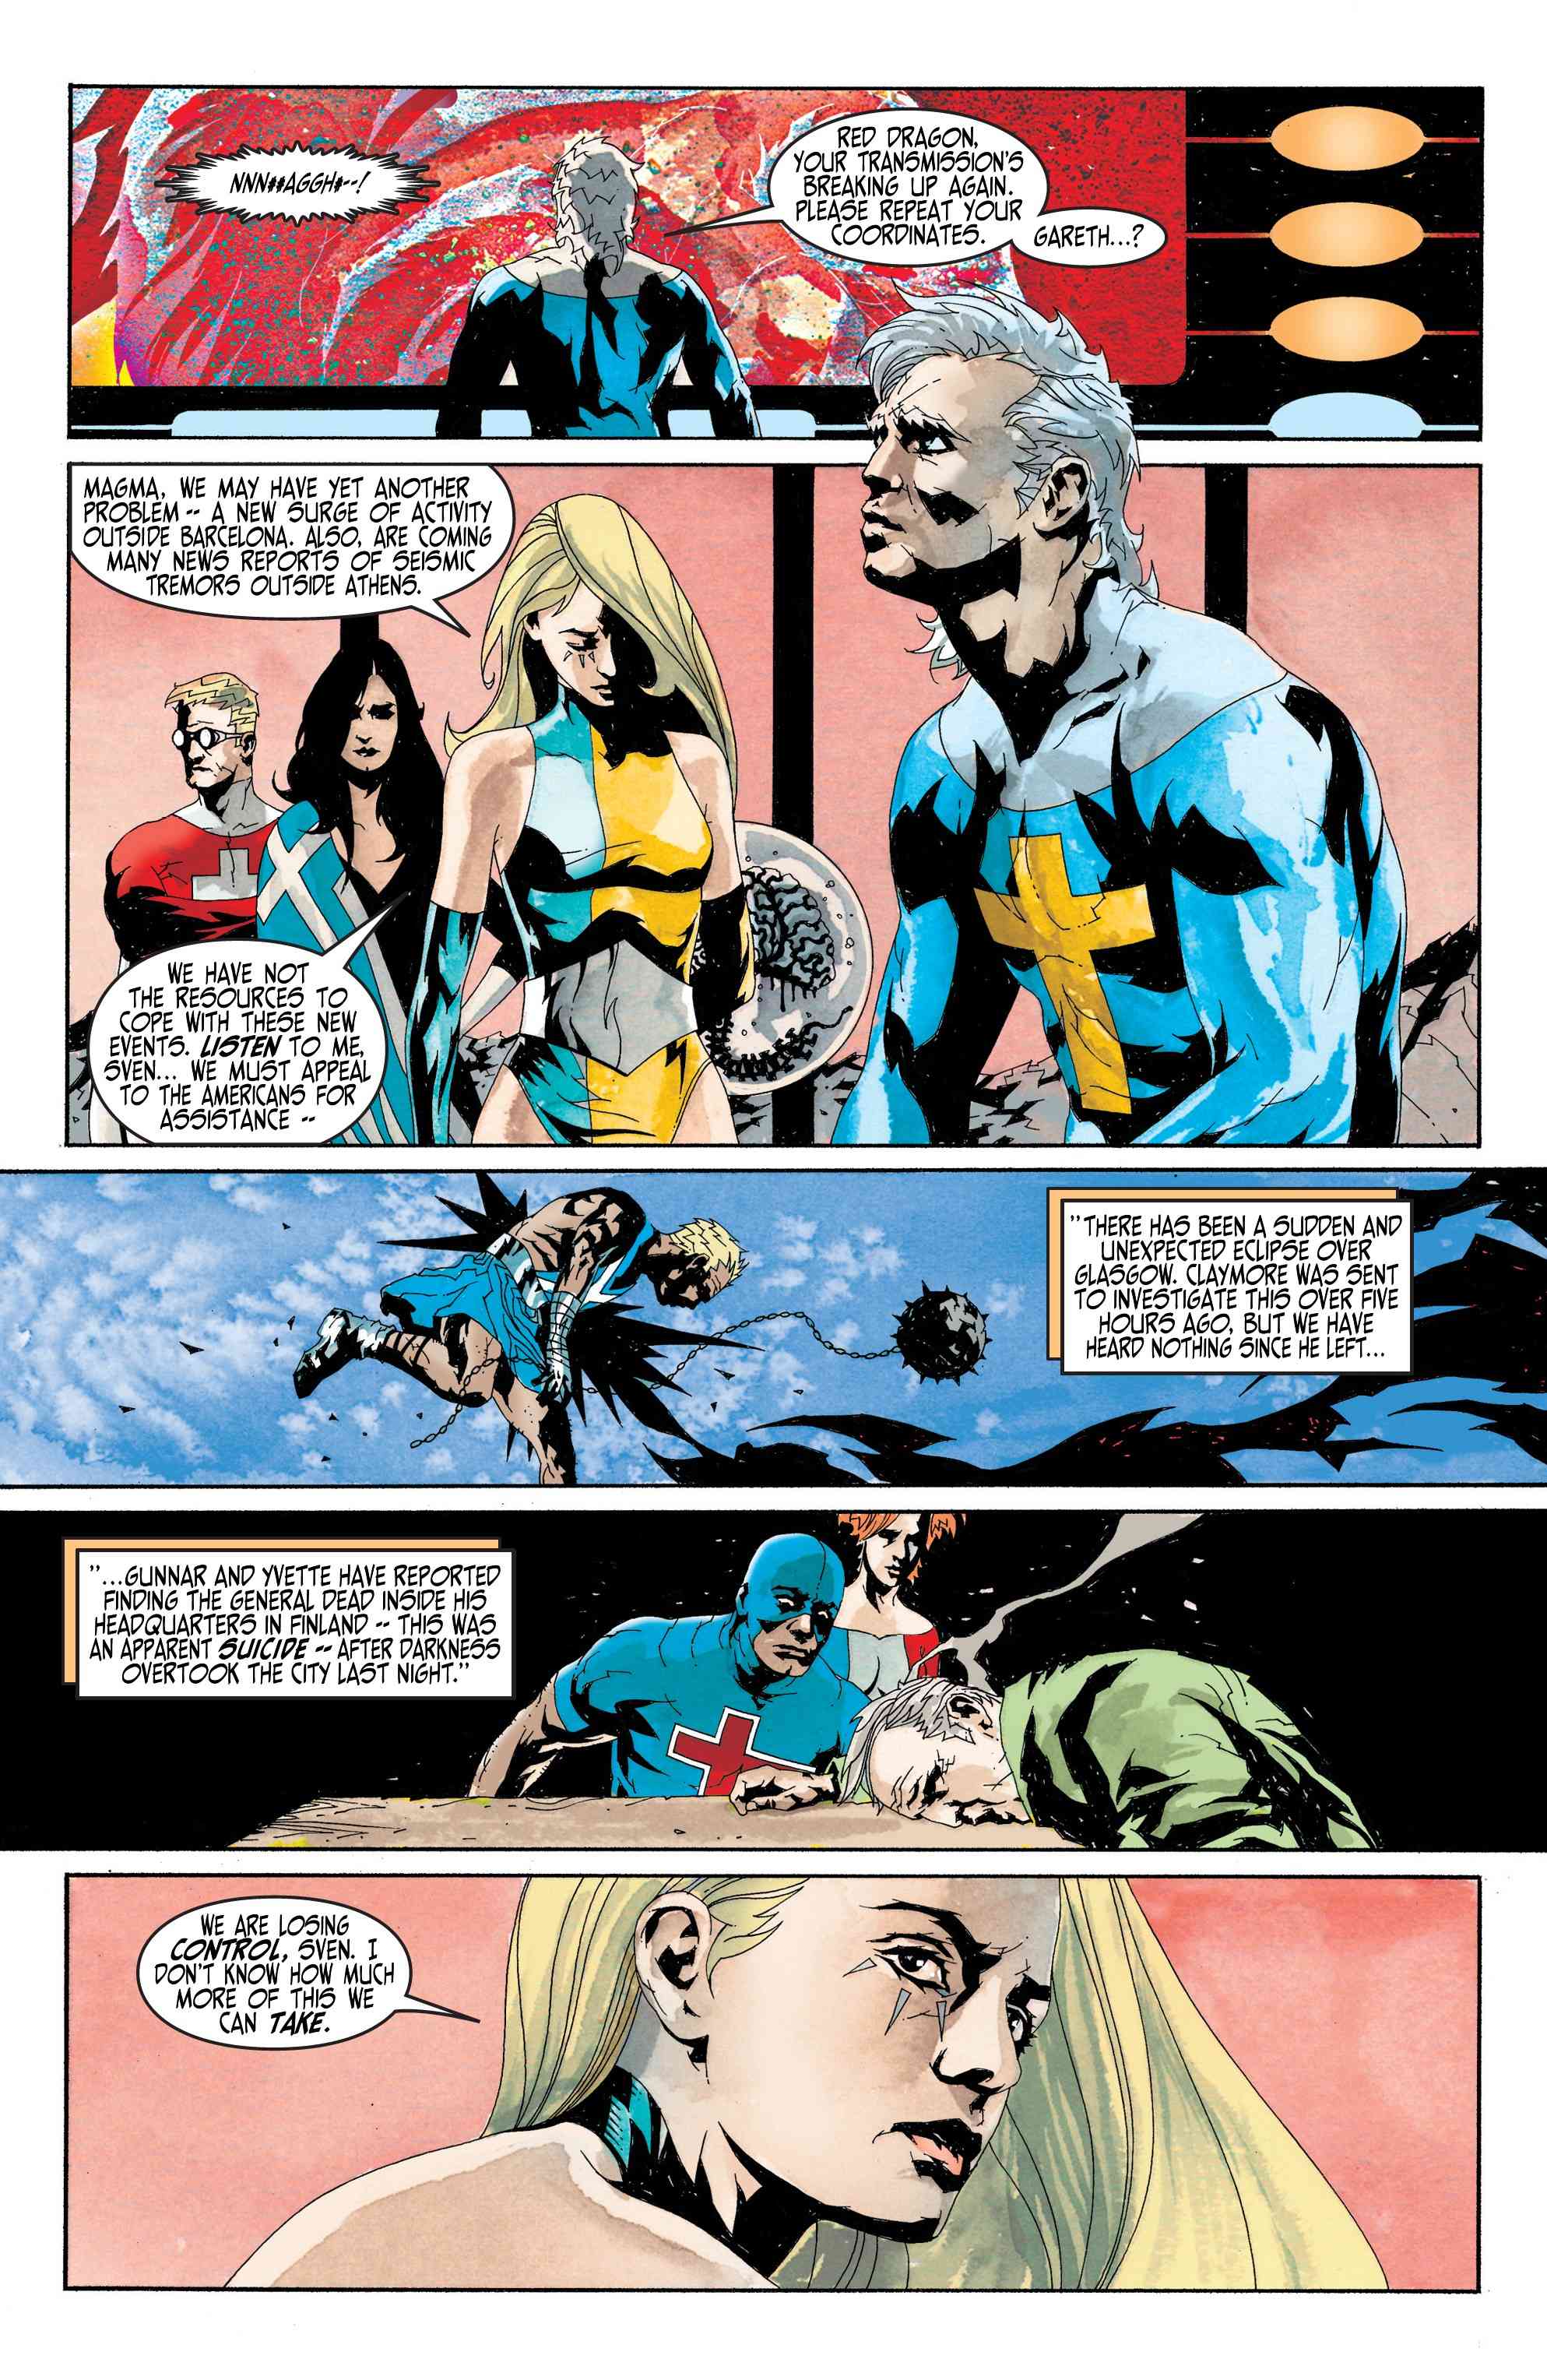 NNN##AGGH#--!
RED DRAGON,
YOUR TRANSMISSION'S
BREAKING UP AGAIN.
PLEASE REPEAT YOUR
COORDINATES.
GARETH...?
MAGMA, WE MAY HAVE YET ANOTHER
PROBLEM -- A NEW SURGE OF ACTIVITY
OUTSIDE BARCELONA. ALSO, ARE COMING
MANY NEWS REPORTS OF SEISMIC
TREMORS OUTSIDE ATHENS.
WE HAVE NOT
THE RESOURCES TO
COPE WITH THESE NEW
EVENTS. LISTEN TO ME,
SVEN... WE MUST APPEAL
TO THE AMERICANS FOR
ASSISTANCE --
"THERE HAS BEEN A SUDDEN AND
UNEXPECTED ECLIPSE OVER
GLASGOW. CLAYMORE WAS SENT
TO INVESTIGATE THIS OVER FIVE
HOURS AGO, BUT WE HAVE
HEARD NOTHING SINCE HE LEFT...
"...GUNNAR AND YVETTE HAVE REPORTED
FINDING THE GENERAL DEAD INSIDE HIS
HEADQUARTERS IN FINLAND -- THIS WAS
AN APPARENT SUICIDE -- AFTER DARKNESS
OVERTOOK THE CITY LAST NIGHT."
WE ARE LOSING
CONTROL, SVEN. I
DON'T KNOW HOW MUCH
MORE OF THIS WE
CAN TAKE.